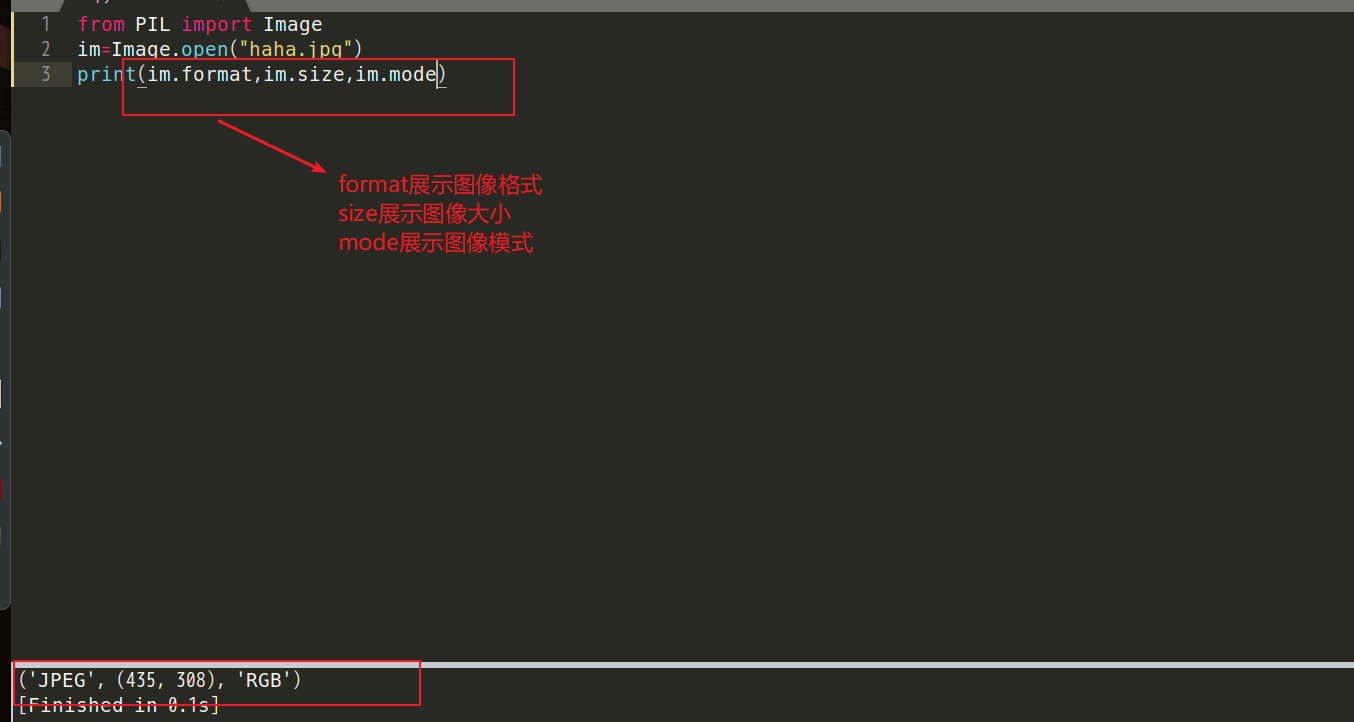 1 from PIL import Image
2 im=Image.open("haha.jpg")
3 print(im.format,im.size,im.mode)
format展示图像格式
size展示图像大小
mode展示图像模式
('JPEG', (435, 308), 'RGB')
[Finished in 0.1s]